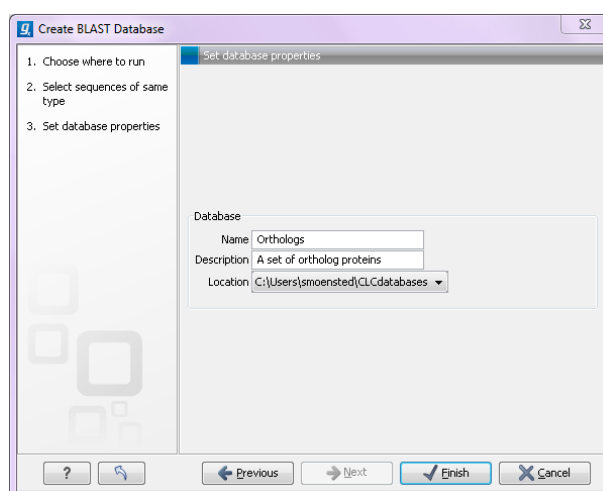 Create BLAST Database
1. Choose where to run
2. Select sequences of same
type
3. Set database properties
Set database properties
Database
Name Orthologs
Description A set of ortholog proteins
Location C:\Users\smoensted\CLCdatabases
?
Previous
Next
Finish
Cancel